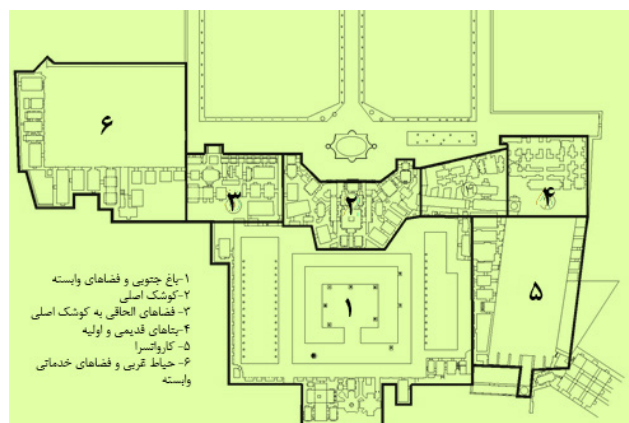 ۶
۳
۲
۴
۱
۵
۱-باغ جنوبی و فضاهای وابسته
۲-کوشک اصلی
۳- فضاهای الحاقی به کوشک اصلی
۴-بناهای قدیمی و اولیه
۵- کاروانسرا
۶- حیاط غربی و فضاهای خدماتی
وابسته